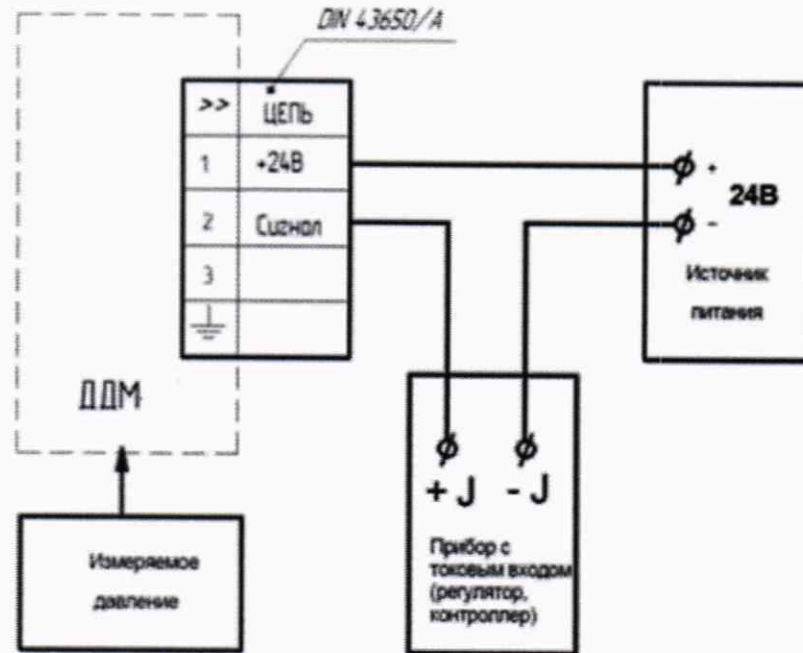 DIN 43650/A
>> ЦЕПЬ
1 +24В
2 Сигнал
3
+
24В
-
Источник
питания
ДДМ
+ J - J
Измеряемое
давление
Прибор с
токовым входом
(регулятор,
контроллер)